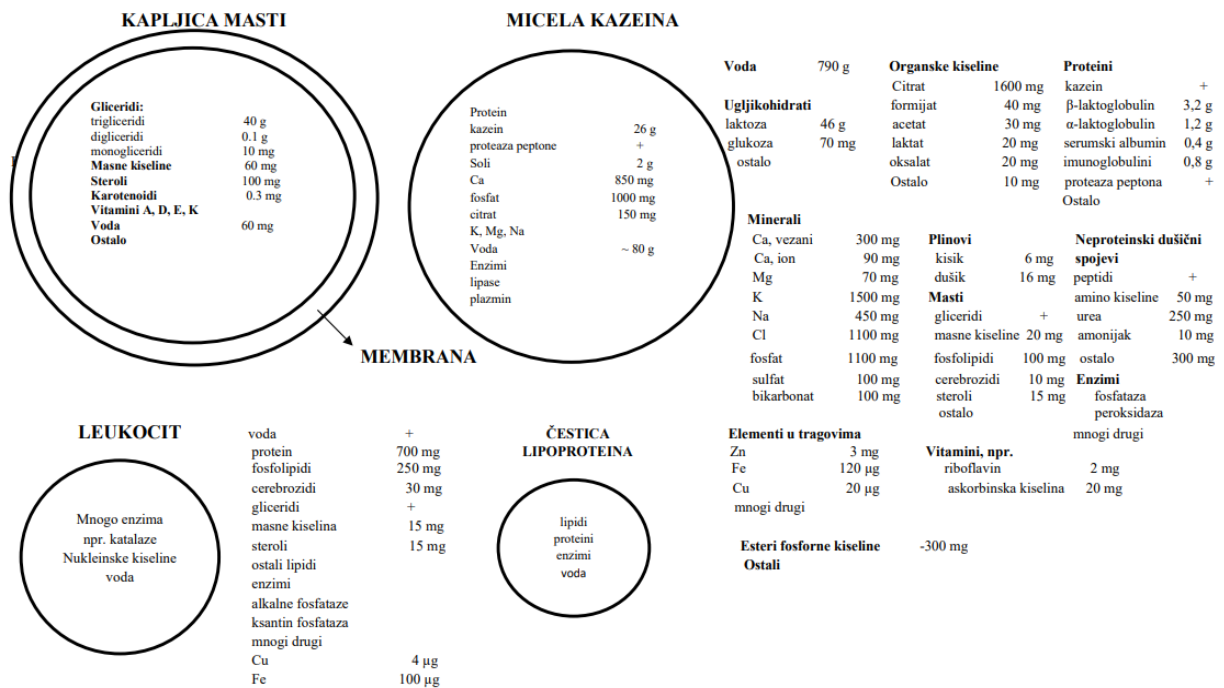 KAPLJICA MASTI
Gliceridi:
trigliceridi 40 g
digliceridi 0.1 g
monogliceridi 10 mg
Masne kiseline 60 mg
Steroli 100 mg
Karotenoidi 0.3 mg
Vitamini A, D, E, K
Voda 60 mg
Ostalo
MEMBRANA
MICELA KAZEINA
Protein
kazein 26 g
proteaza peptone +
Soli 2 g
Ca 850 mg
fosfat 1000 mg
citrat 150 mg
K, Mg, Na
Voda ~ 80 g
Enzimi
lipase
plazmin
Voda 790 g
Ugljikohidrati
laktoza 46 g
glukoza 70 mg
ostalo
Organske kiseline
Citrat 1600 mg
formijat 40 mg
acetat 30 mg
laktat 20 mg
oksalat 20 mg
Ostalo 10 mg
Proteini
kazein +
β-laktoglobulin 3,2 g
α-laktoglobulin 1,2 g
serumski albumin 0,4 g
imunoglobulini 0,8 g
proteaza peptona +
Ostalo
Minerali
Ca, vezani 300 mg
Ca, ion 90 mg
Mg 70 mg
K 1500 mg
Na 450 mg
Cl 1100 mg
fosfat 1100 mg
sulfat 100 mg
bikarbonat 100 mg
Plinovi
kisik 6 mg
dušik 16 mg
Masti
gliceridi +
masne kiseline 20 mg
fosfolipidi 100 mg
cerebrozidi 10 mg
steroli 15 mg
ostalo
Neproteinski dušični
spojevi
peptidi +
amino kiseline 50 mg
urea 250 mg
amonijak 10 mg
ostalo 300 mg
Enzimi
fosfataza
peroksidaza
mnogi drugi
LEUKOCIT
Mnogo enzima
npr. katalaze
Nukleinske kiseline
voda
voda +
protein 700 mg
fosfolipidi 250 mg
cerebrozidi 30 mg
gliceridi +
masne kiselina 15 mg
steroli 15 mg
ostali lipidi
enzimi
alkalne fosfataze
ksantin fosfataza
mnogi drugi
Cu 4 µg
Fe 100 µg
ČESTICA
LIPOPROTEINA
lipidi
proteini
enzimi
voda
Elementi u tragovima
Zn 3 mg
Fe 120 µg
Cu 20 µg
mnogi drugi
Vitamini, npr.
riboflavin 2 mg
askorbinska kiselina 20 mg
Esteri fosforne kiseline -300 mg
Ostali